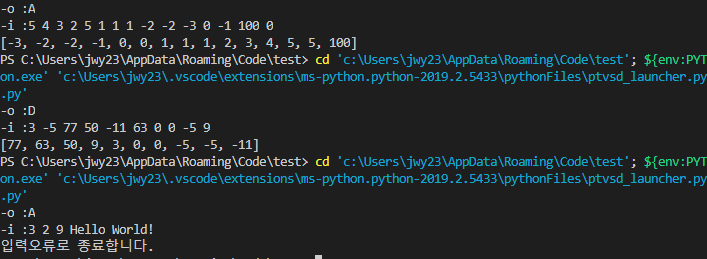 -o :A
-i :5 4 3 2 5 1 1 1 -2 -2 -3 0 -1 100 0
[-3, -2, -2, -1, 0, 0, 1, 1, 1, 2, 3, 4, 5, 5, 100]
PS C:\Users\jwy23\AppData\Roaming\Code\test> cd 'c:\Users\jwy23\AppData\Roaming\Code\test'; ${env:PYT
on.exe' 'c:\Users\jwy23\.vscode\extensions\ms-python.python-2019.2.5433\pythonFiles\ptvsd_launcher.py
.py'
-o :D
-i :3 -5 77 50 -11 63 0 0 -5 9
[77, 63, 50, 9, 3, 0, 0, -5, -5, -11]
PS C:\Users\jwy23\AppData\Roaming\Code\test> cd 'c:\Users\jwy23\AppData\Roaming\Code\test'; ${env:PYT
on.exe' 'c:\Users\jwy23\.vscode\extensions\ms-python.python-2019.2.5433\pythonFiles\ptvsd_launcher.py
.py'
-o :A
-i :3 2 9 Hello World!
입력오류로 종료합니다.